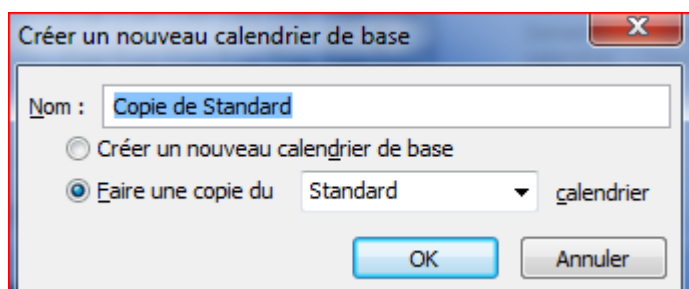 Créer un nouveau calendrier de base
Nom : Copie de Standard
Créer un nouveau calendrier de base
Faire une copie du Standard calendrier
OK Annuler